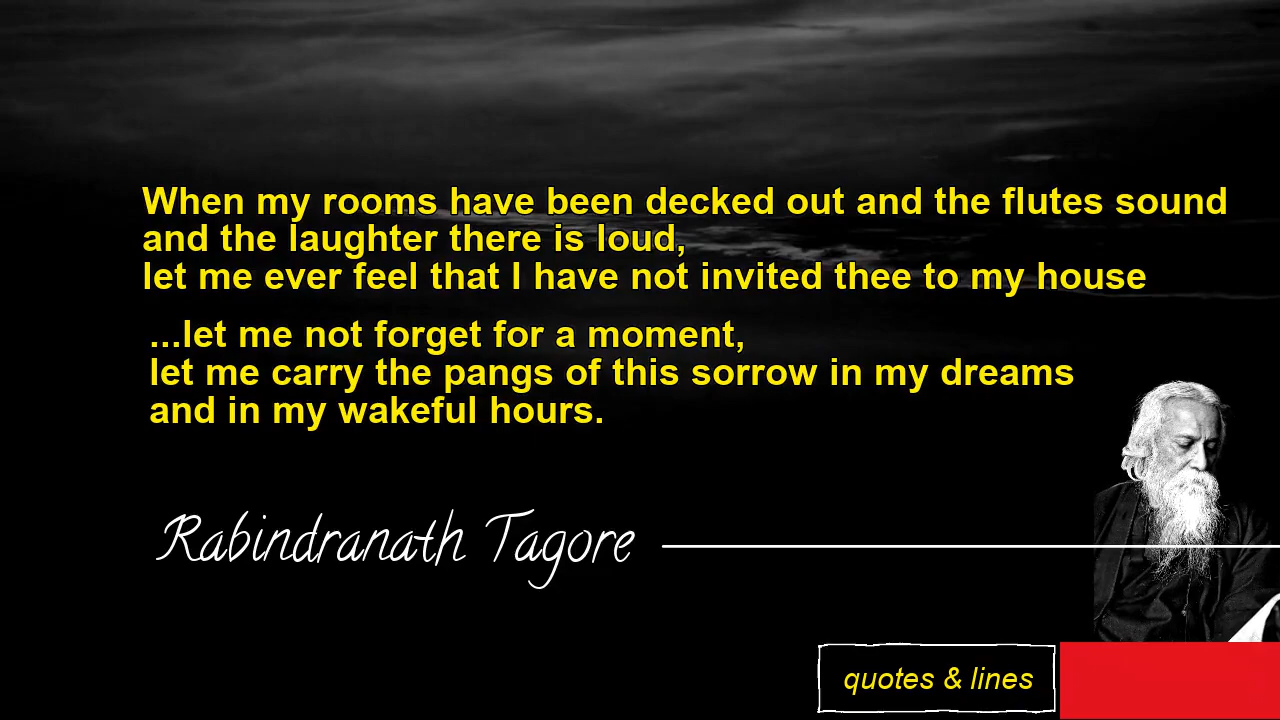 When my rooms have been decked out and the flutes sound
and the laughter there is loud,
let me ever feel that I have not invited thee to my house
...let me not forget for a moment,
let me carry the pangs of this sorrow in my dreams
and in my wakeful hours.
Rabindranath Tagore
quotes & lines